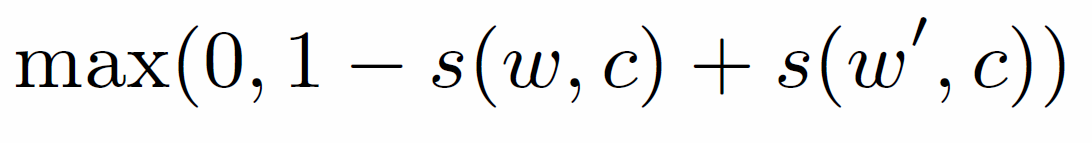 max(0, 1 − s(w, c) + s(w′, c))